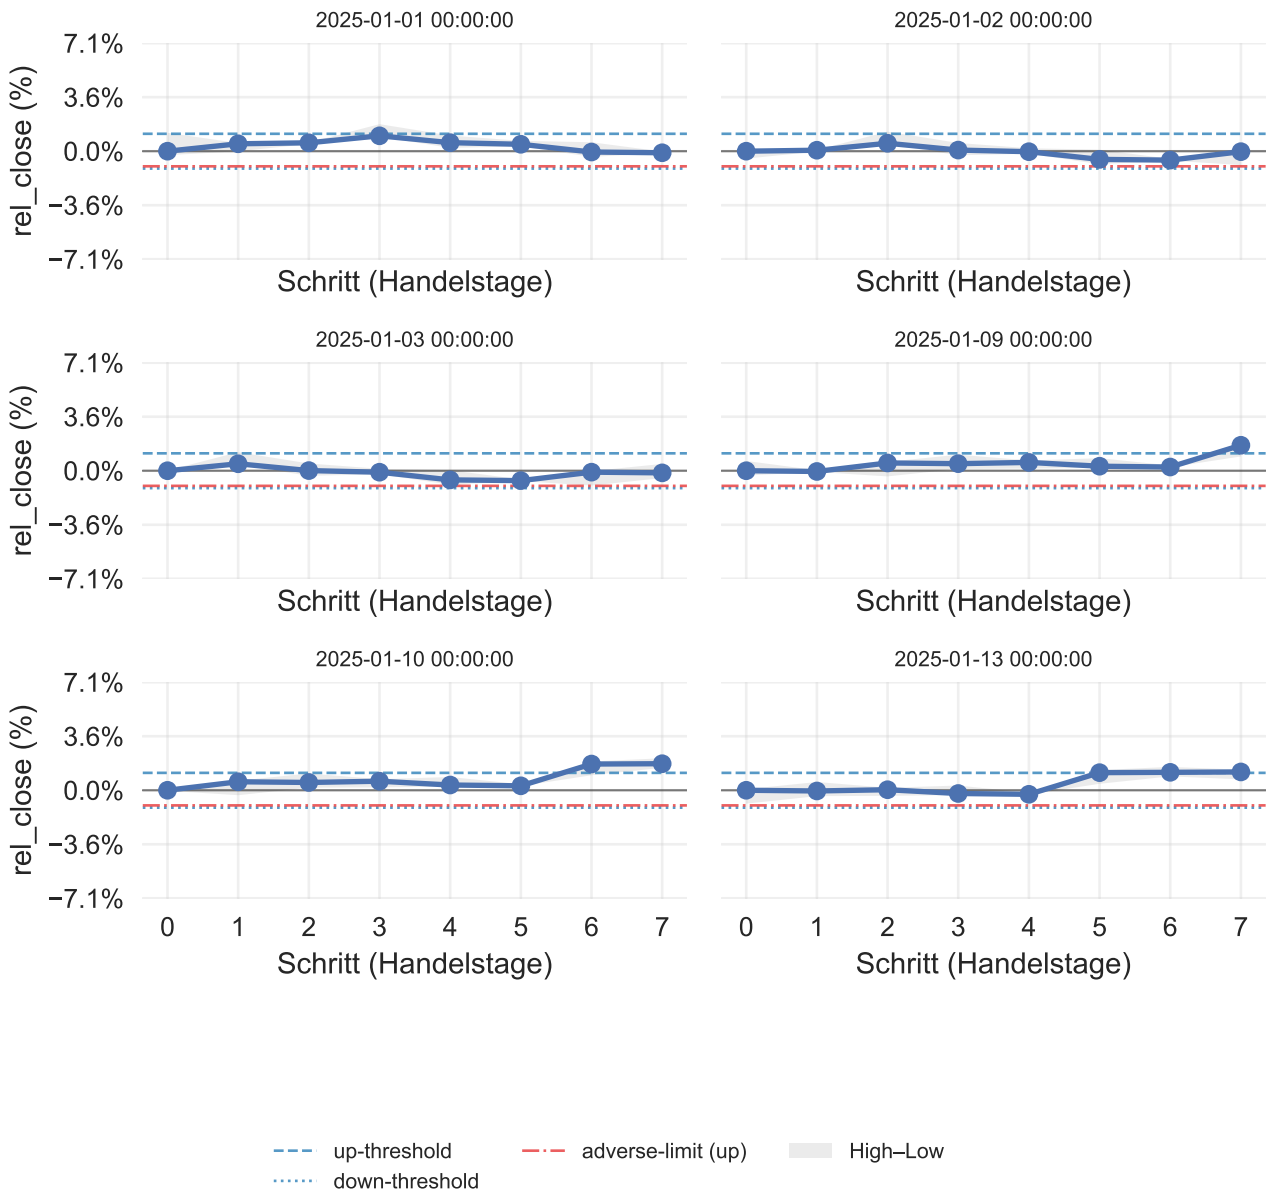 2025-01-01 00:00:00
2025-01-02 00:00:00
7.1%
3.6%
0.0%
−3.6%
−7.1%
rel_close (%)
Schritt (Handelstage)
Schritt (Handelstage)
2025-01-03 00:00:00
2025-01-09 00:00:00
7.1%
3.6%
0.0%
−3.6%
−7.1%
rel_close (%)
Schritt (Handelstage)
Schritt (Handelstage)
2025-01-10 00:00:00
2025-01-13 00:00:00
7.1%
3.6%
0.0%
−3.6%
−7.1%
rel_close (%)
0 1 2 3 4 5 6 7
0 1 2 3 4 5 6 7
Schritt (Handelstage)
Schritt (Handelstage)
up-threshold
adverse-limit (up)
High–Low
down-threshold